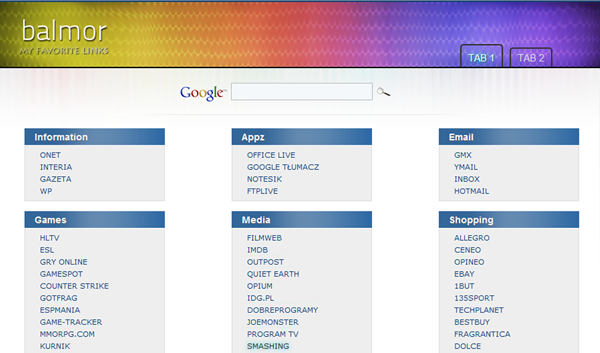 balmor
MY FAVORITE LINKS
TAB 1
TAB 2
Google™
Information
ONET
INTERIA
GAZETA
WP
Appz
OFFICE LIVE
GOOGLE TŁUMACZ
NOTESIK
FTPLIVE
Email
GMX
YMAIL
INBOX
HOTMAIL
Games
HLTV
ESL
GRY ONLINE
GAMESPOT
COUNTER STRIKE
GOTFRAG
ESPMANIA
GAME-TRACKER
MMORPG.COM
KURNIK
Media
FILMWEB
IMDB
OUTPOST
QUIET EARTH
OPIUM
IDG.PL
DOBREPROGRAMY
JOEMONSTER
PROGRAM TV
SMASHING
Shopping
ALLEGRO
CENEO
OPINEO
EBAY
1BUT
135SPORT
TECHPLANET
BESTBUY
FRAGRANTICA
DOLCE